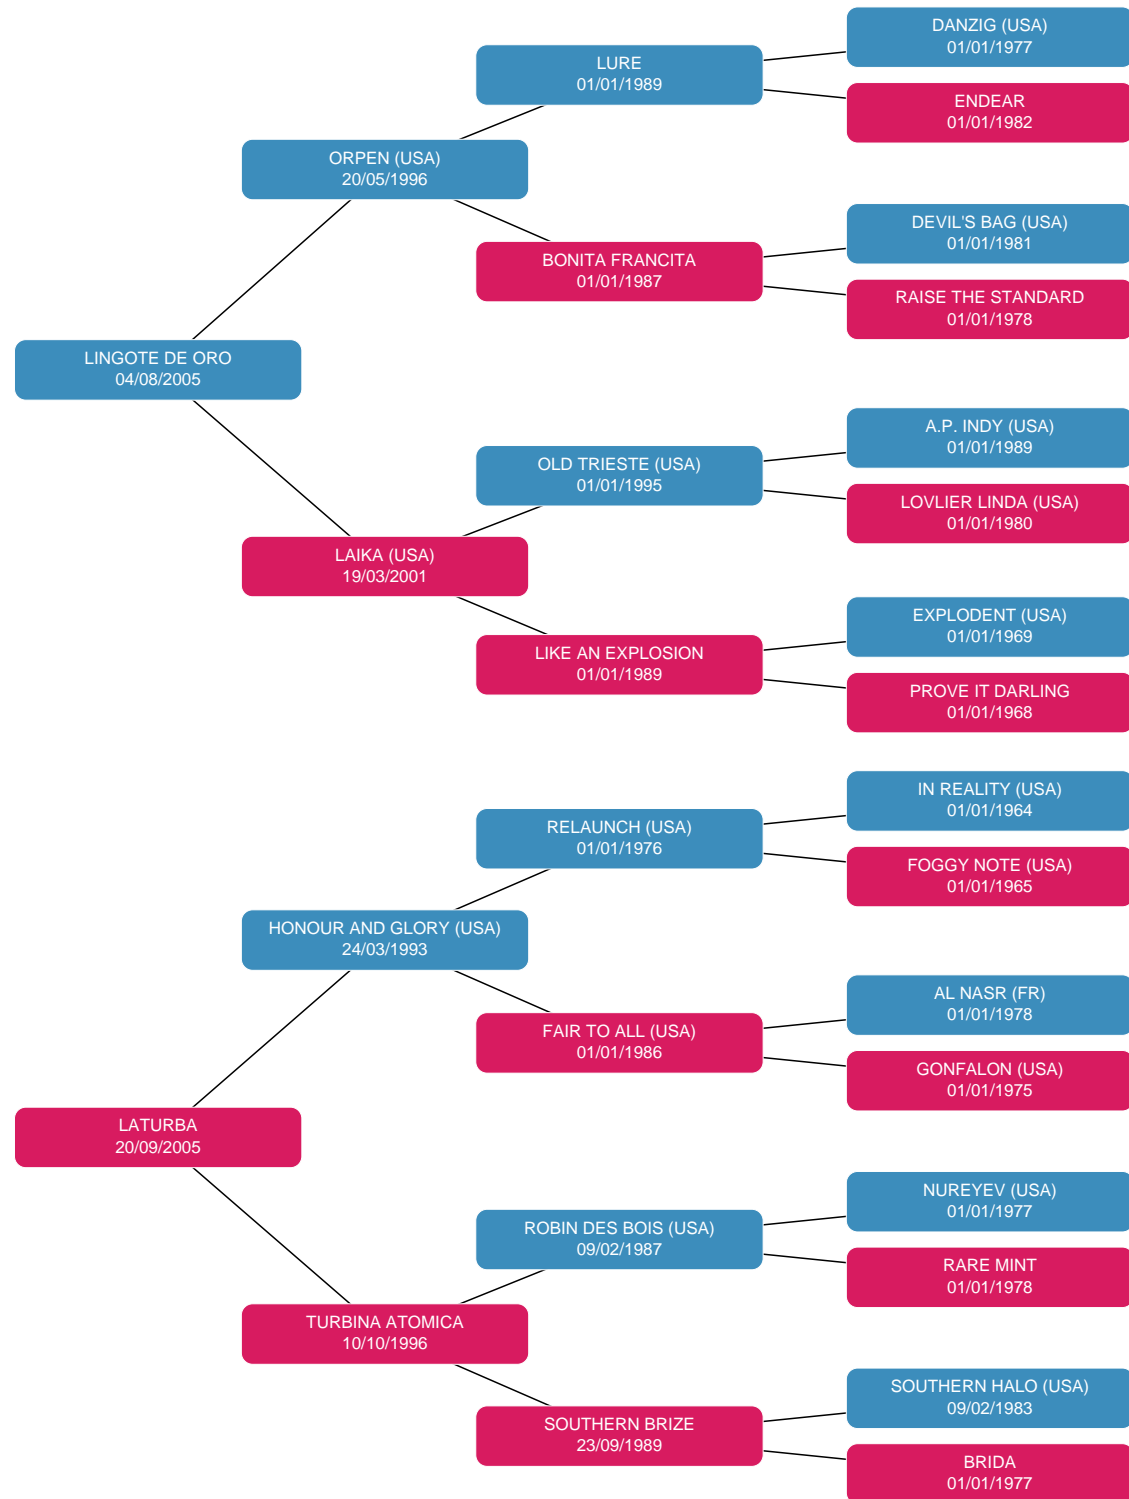 DANZIG (USA)
01/01/1977
LURE
01/01/1989
ENDEAR
01/01/1982
ORPEN (USA)
20/05/1996
DEVIL'S BAG (USA)
01/01/1981
BONITA FRANCITA
01/01/1987
RAISE THE STANDARD
01/01/1978
LINGOTE DE ORO
04/08/2005
A.P. INDY (USA)
01/01/1989
OLD TRIESTE (USA)
01/01/1995
LOVLIER LINDA (USA)
01/01/1980
LAIKA (USA)
19/03/2001
EXPLODENT (USA)
01/01/1969
LIKE AN EXPLOSION
01/01/1989
PROVE IT DARLING
01/01/1968
IN REALITY (USA)
01/01/1964
RELAUNCH (USA)
01/01/1976
FOGGY NOTE (USA)
01/01/1965
HONOUR AND GLORY (USA)
24/03/1993
AL NASR (FR)
01/01/1978
FAIR TO ALL (USA)
01/01/1986
GONFALON (USA)
01/01/1975
LATURBA
20/09/2005
NUREYEV (USA)
01/01/1977
ROBIN DES BOIS (USA)
09/02/1987
RARE MINT
01/01/1978
TURBINA ATOMICA
10/10/1996
SOUTHERN HALO (USA)
09/02/1983
SOUTHERN BRIZE
23/09/1989
BRIDA
01/01/1977